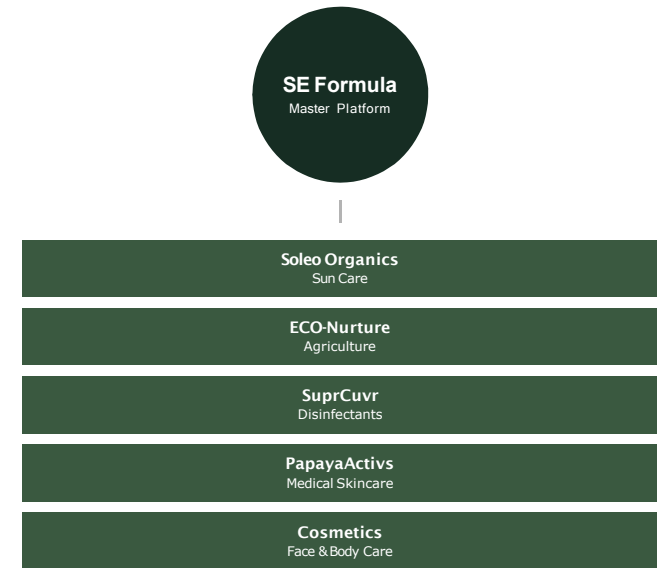 SE Formula
Master Platform
Soleo Organics
Sun Care
ECO-Nurture
Agriculture
SuprCuvr
Disinfectants
PapayaActivs
Medical Skincare
Cosmetics
Face & Body Care